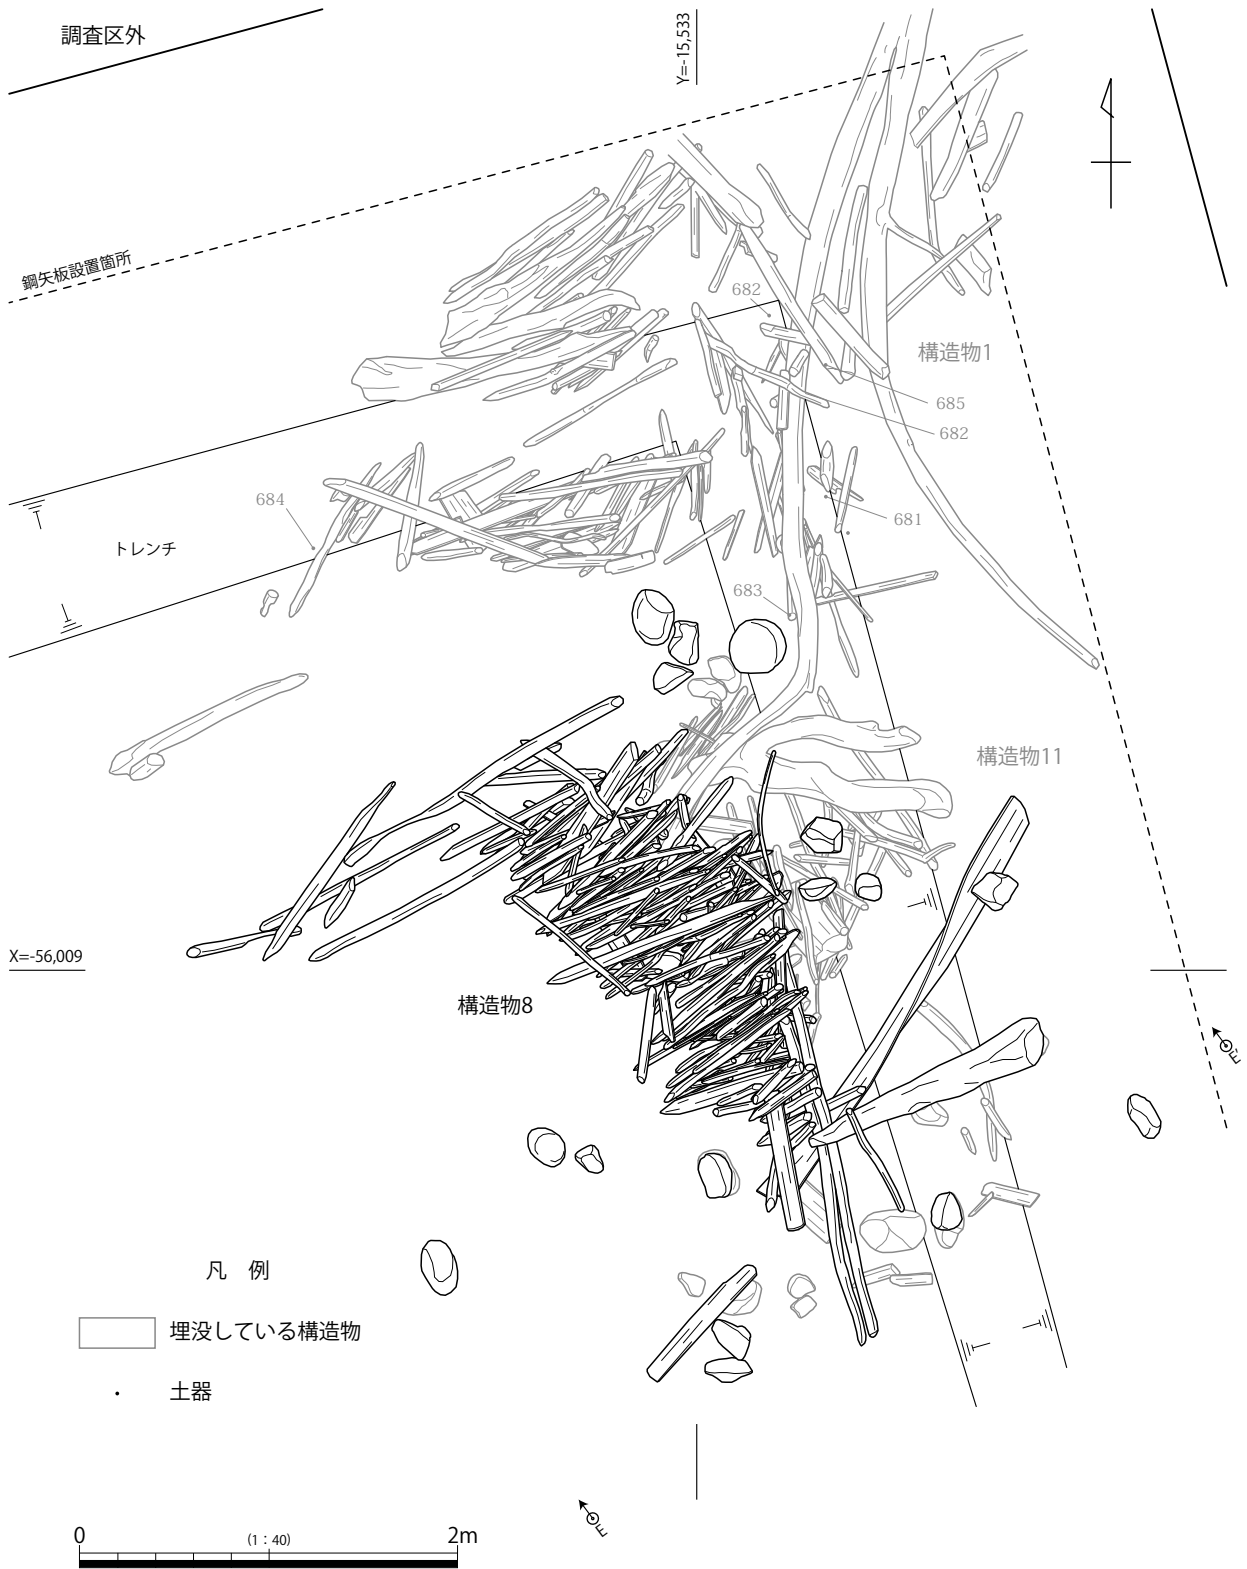 調査区外
Y=-15,533
鋼矢板設置箇所
682
構造物1
685
682
684
681
トレンチ
683
構造物11
X=-56,009
構造物8
E'
凡 例
埋没している構造物
・ 土器
E
0 (1：40) 2m